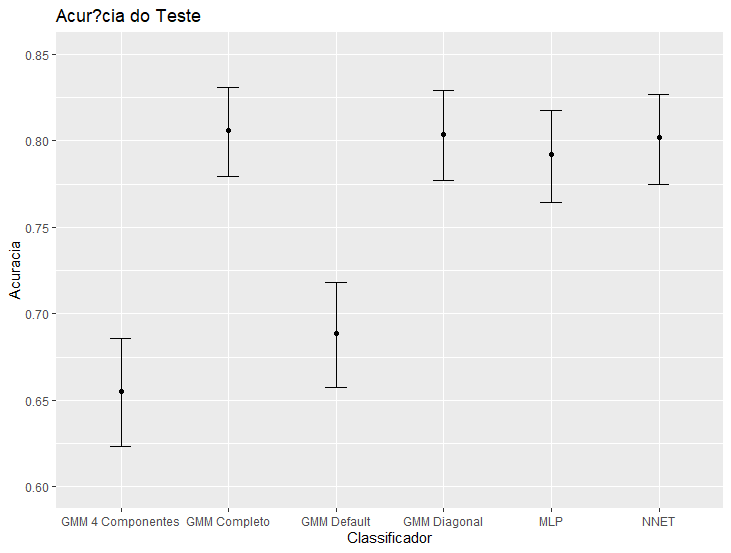 Acur?cia do Teste
0.85
0.80
0.75
0.70
0.65
0.60
Acuracia
GMM 4 Componentes GMM Completo GMM Default GMM Diagonal MLP NNET
Classificador